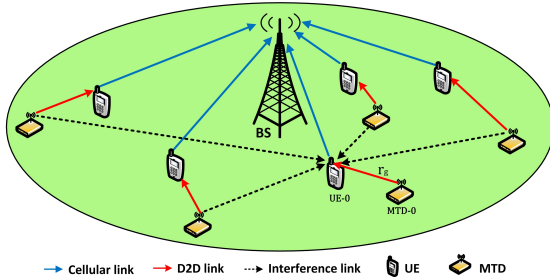 BS
r_g
UE-0
MTD-0
Cellular link D2D link Interference link UE MTD